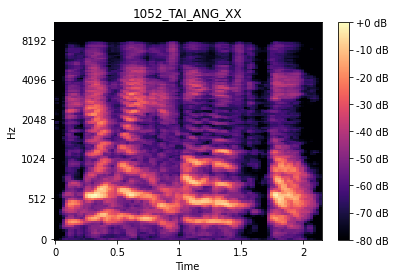 1052_TAI_ANG_XX
+0 dB
8192
-10 dB
4096
-20 dB
-30 dB
2048
Hz
-40 dB
1024
-50 dB
512
-60 dB
-70 dB
0
-80 dB
0 0.5 1 1.5 2
Time